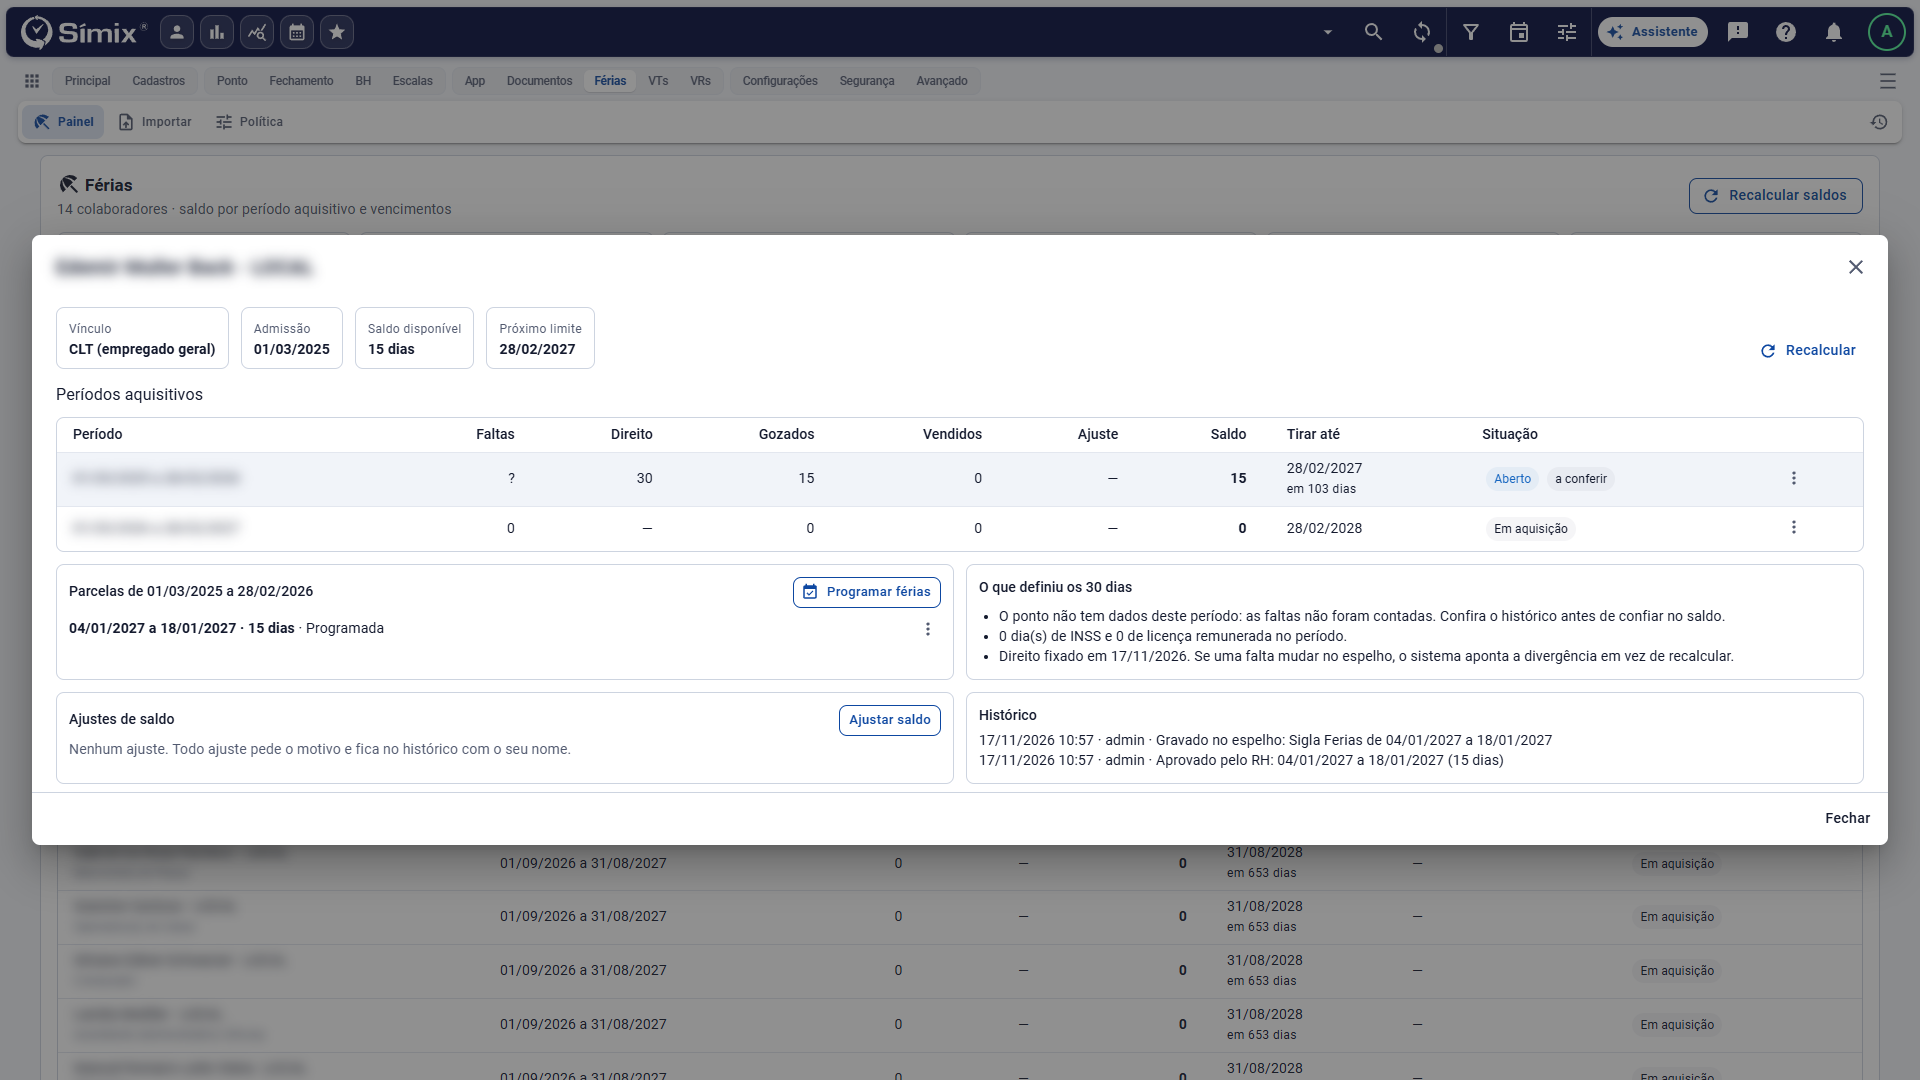 Símix®
Assistente
A
Principal Cadastros Ponto Fechamento BH Escalas App Documentos Férias VTs VRs Configurações Segurança Avançado
Painel Importar Política
Férias
14 colaboradores · saldo por período aquisitivo e vencimentos
Recalcular saldos
Vínculo
CLT (empregado geral)
Admissão
01/03/2025
Saldo disponível
15 dias
Próximo limite
28/02/2027
Recalcular
Períodos aquisitivos
Período Faltas Direito Gozados Vendidos Ajuste Saldo Tirar até Situação
? 30 15 0 — 15 28/02/2027 Aberto a conferir
em 103 dias
0 — 0 0 — 0 28/02/2028 Em aquisição
Parcelas de 01/03/2025 a 28/02/2026
Programar férias
04/01/2027 a 18/01/2027 · 15 dias · Programada
O que definiu os 30 dias
• O ponto não tem dados deste período: as faltas não foram contadas. Confira o histórico antes de confiar no saldo.
• 0 dia(s) de INSS e 0 de licença remunerada no período.
• Direito fixado em 17/11/2026. Se uma falta mudar no espelho, o sistema aponta a divergência em vez de recalcular.
Ajustes de saldo
Ajustar saldo
Nenhum ajuste. Todo ajuste pede o motivo e fica no histórico com o seu nome.
Histórico
17/11/2026 10:57 · admin · Gravado no espelho: Sigla Ferias de 04/01/2027 a 18/01/2027
17/11/2026 10:57 · admin · Aprovado pelo RH: 04/01/2027 a 18/01/2027 (15 dias)
Fechar
01/09/2026 a 31/08/2027 0 — 0 31/08/2028 — Em aquisição
em 653 dias
01/09/2026 a 31/08/2027 0 — 0 31/08/2028 — Em aquisição
em 653 dias
01/09/2026 a 31/08/2027 0 — 0 31/08/2028 — Em aquisição
em 653 dias
01/09/2026 a 31/08/2027 0 — 0 31/08/2028 — Em aquisição
em 653 dias
01/09/2026 a 31/08/2027 0 — 0 31/08/2028 — Em aquisição